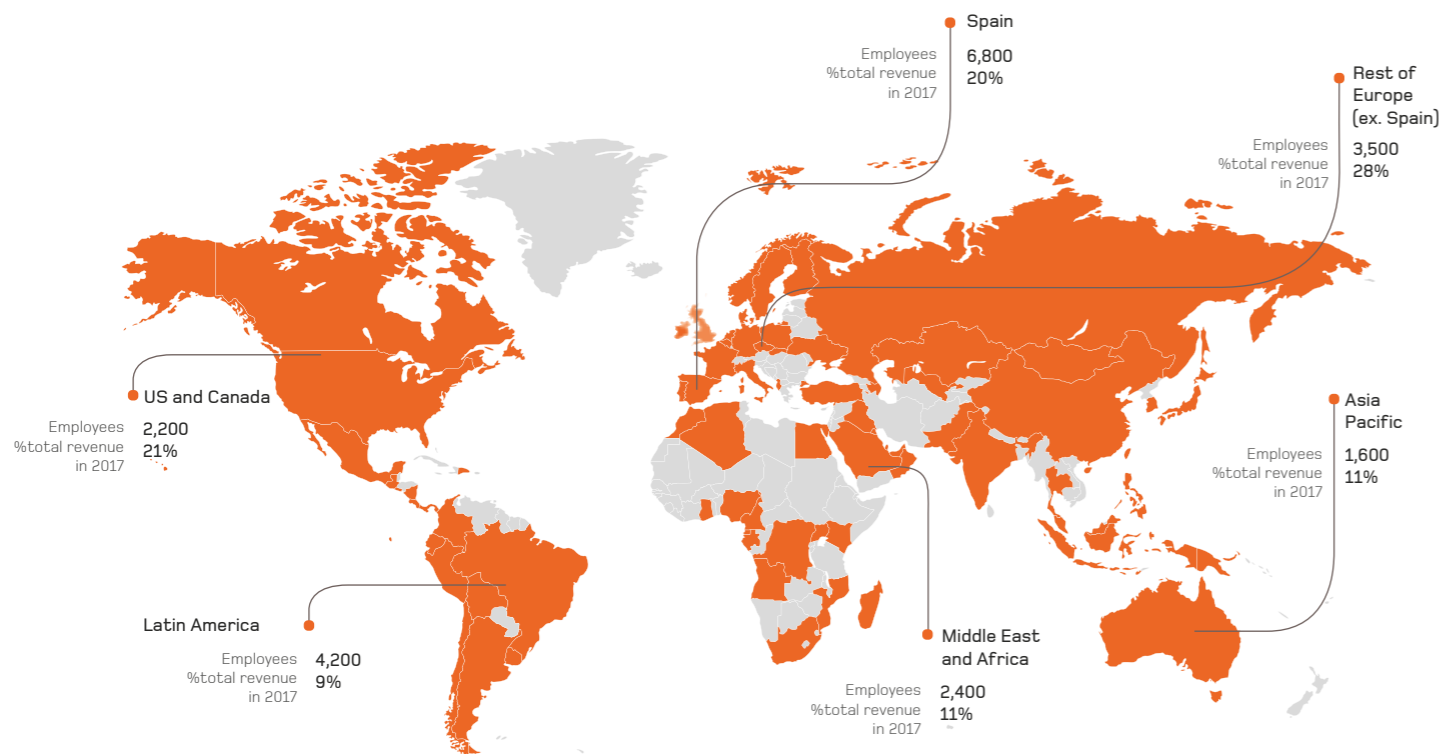 Spain
Employees 6,800
%total revenue 20%
in 2017
Rest of
Europe
(ex. Spain)
Employees 3,500
%total revenue 28%
in 2017
US and Canada
Employees 2,200
%total revenue 21%
in 2017
Asia
Pacific
Employees 1,600
%total revenue 11%
in 2017
Latin America
Employees 4,200
%total revenue 9%
in 2017
Middle East
and Africa
Employees 2,400
%total revenue 11%
in 2017